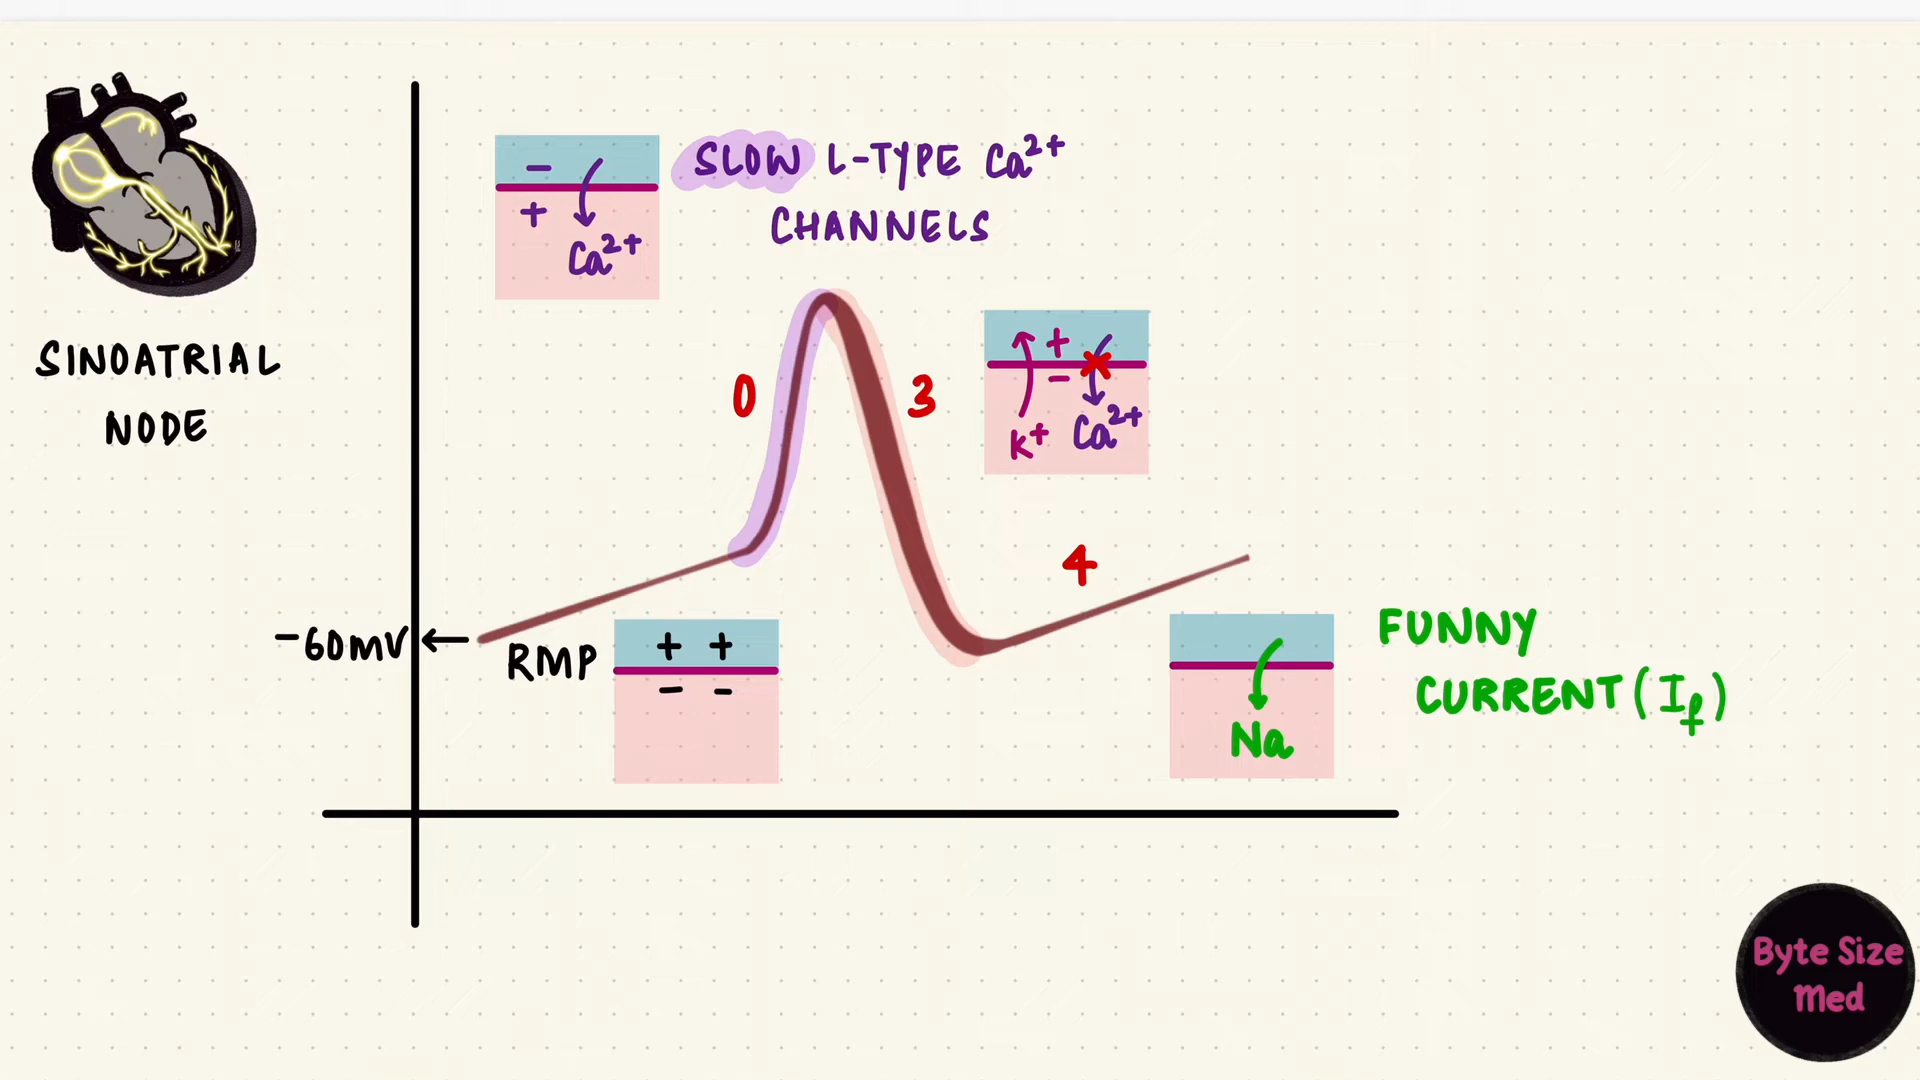 SINOATRIAL
NODE
− 
+
Ca²⁺
SLOW L-TYPE Ca²⁺
CHANNELS
0
3
+
−
K⁺ Ca²⁺
4
-60mV ←
RMP
+ +
− −
Na
FUNNY
CURRENT (If)
Byte Size
Med